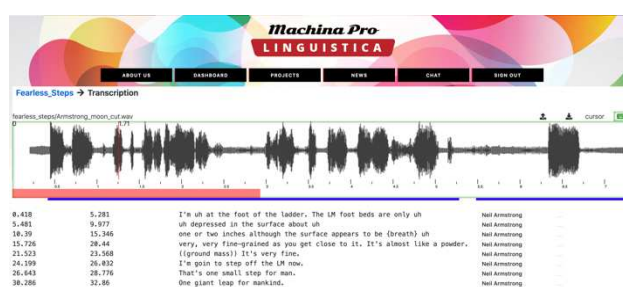 Machina Pro
LINGUISTICA
ABOUT US DASHBOARD PROJECTS NEWS CHAT SIGN OUT
Fearless_Steps → Transcription
fearless_steps/Armstrong_moon_cut.wav cursor
0 1.71
0.418 5.281 I'm uh at the foot of the ladder. The LM foot beds are only uh Neil Armstrong
5.481 9.977 uh depressed in the surface about uh Neil Armstrong
10.39 15.346 one or two inches although the surface appears to be {breath} uh Neil Armstrong
15.726 20.44 very, very fine-grained as you get close to it. It's almost like a powder. Neil Armstrong
21.523 23.568 ((ground mass)) It's very fine. Neil Armstrong
24.199 26.032 I'm goin to step off the LM now. Neil Armstrong
26.643 28.776 That's one small step for man. Neil Armstrong
30.286 32.86 One giant leap for mankind. Neil Armstrong